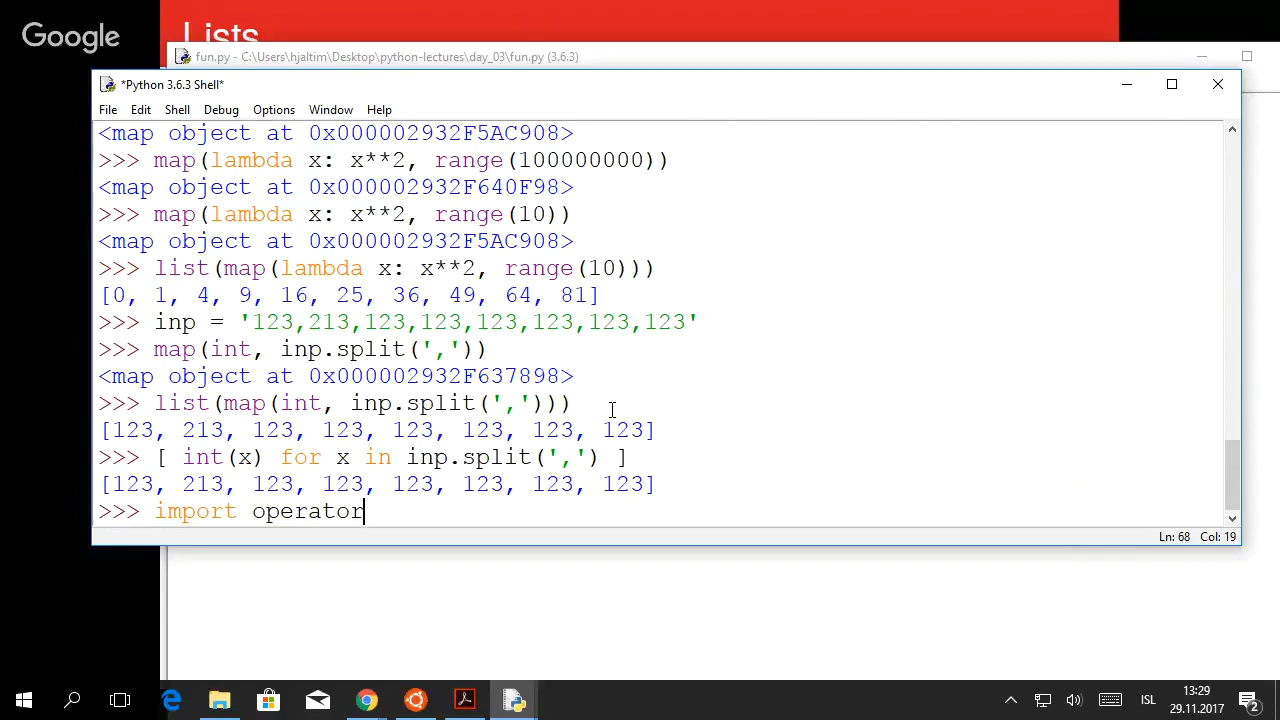 Google
Lists
fun.py - C:\Users\hjaltim\Desktop\python-lectures\day_03\fun.py (3.6.3)
*Python 3.6.3 Shell*
File Edit Shell Debug Options Window Help
<map object at 0x000002932F5AC908>
>>> map(lambda x: x**2, range(100000000))
<map object at 0x000002932F640F98>
>>> map(lambda x: x**2, range(10))
<map object at 0x000002932F5AC908>
>>> list(map(lambda x: x**2, range(10)))
[0, 1, 4, 9, 16, 25, 36, 49, 64, 81]
>>> inp = '123,213,123,123,123,123,123,123'
>>> map(int, inp.split(','))
<map object at 0x000002932F637898>
>>> list(map(int, inp.split(',')))
[123, 213, 123, 123, 123, 123, 123, 123]
>>> [ int(x) for x in inp.split(',') ]
[123, 213, 123, 123, 123, 123, 123, 123]
>>> import operator
Ln: 68 Col: 19
ISL
13:29
29.11.2017
2